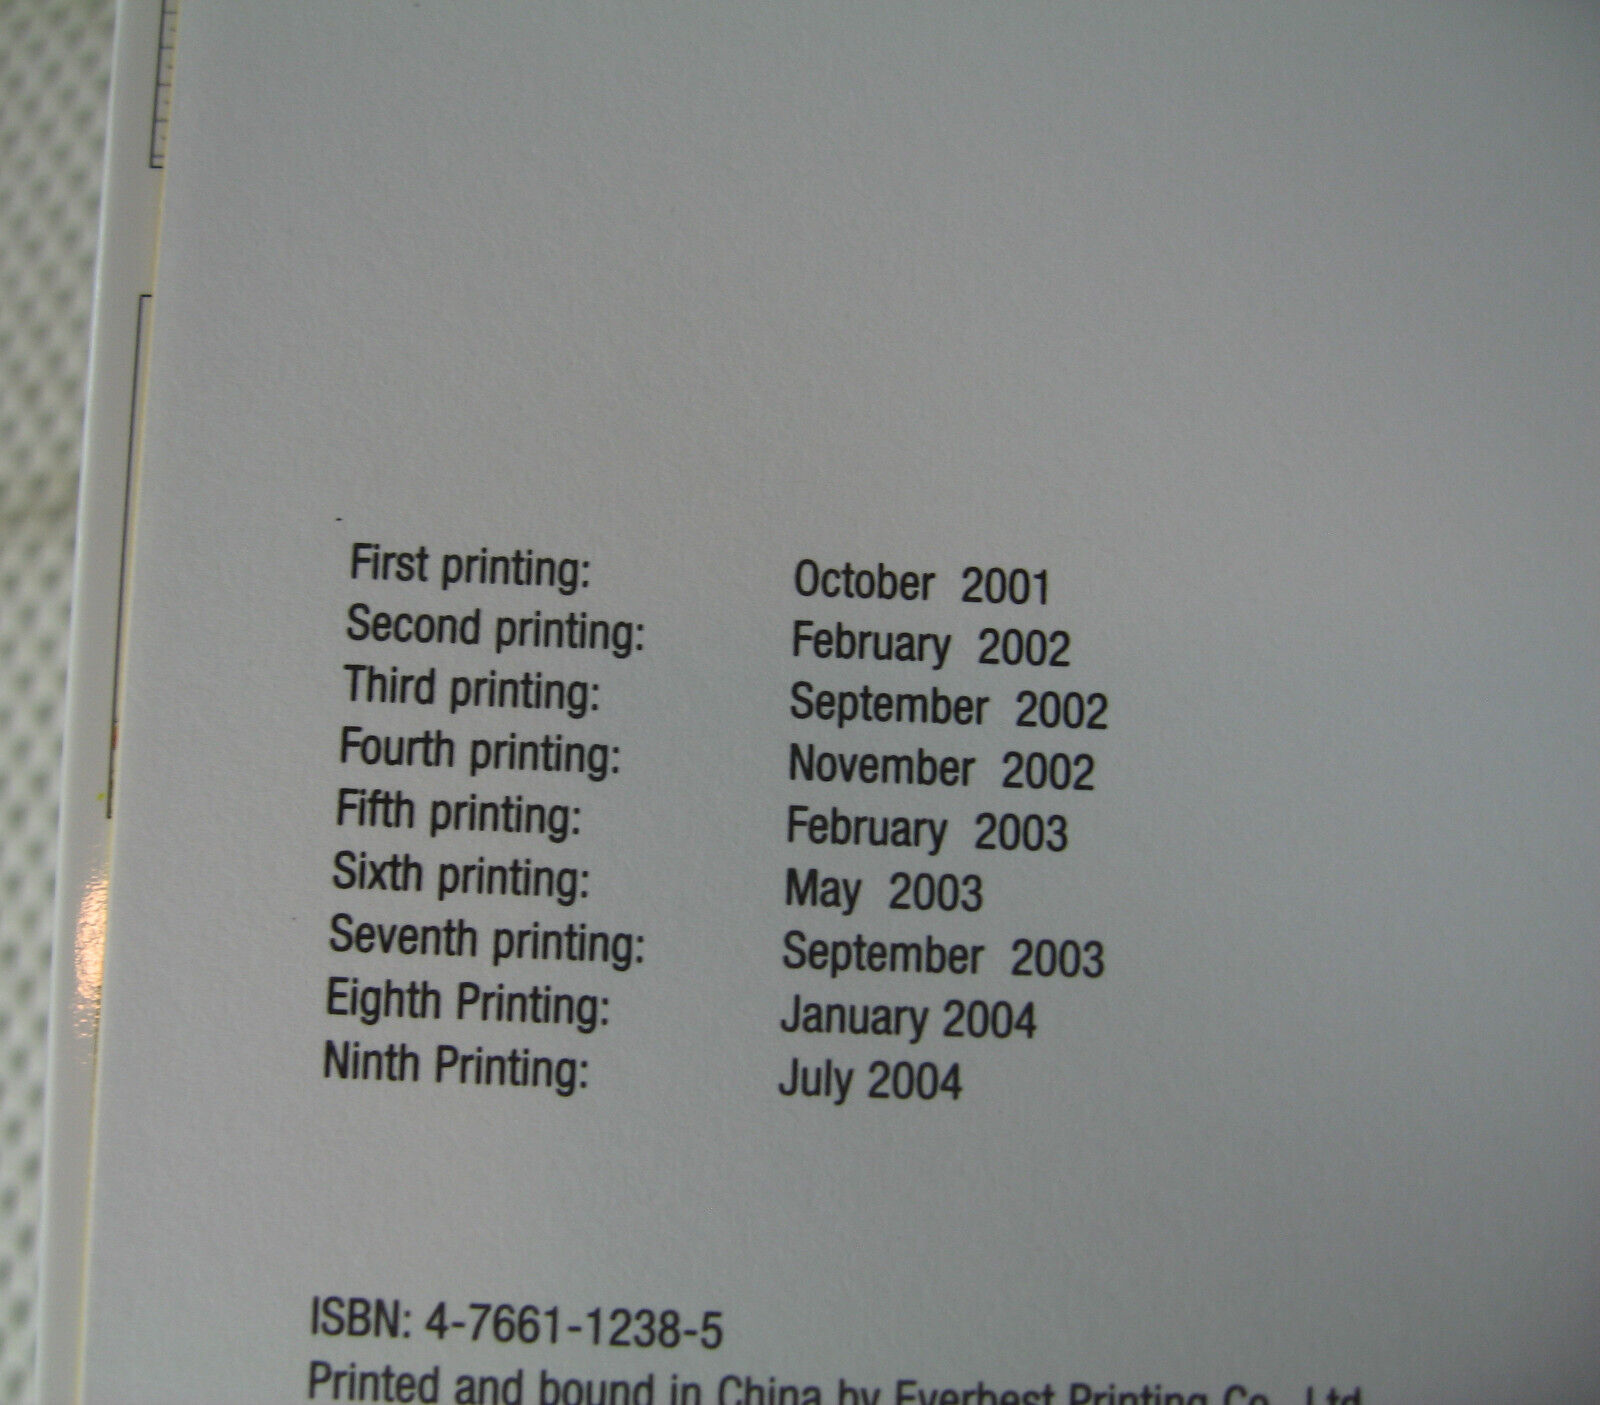 First printing: October 2001
Second printing: February 2002
Third printing: September 2002
Fourth printing: November 2002
Fifth printing: February 2003
Sixth printing: May 2003
Seventh printing: September 2003
Eighth Printing: January 2004
Ninth Printing: July 2004
ISBN: 4-7661-1238-5
Printed and bound in China by Everbest Printing Co., Ltd.